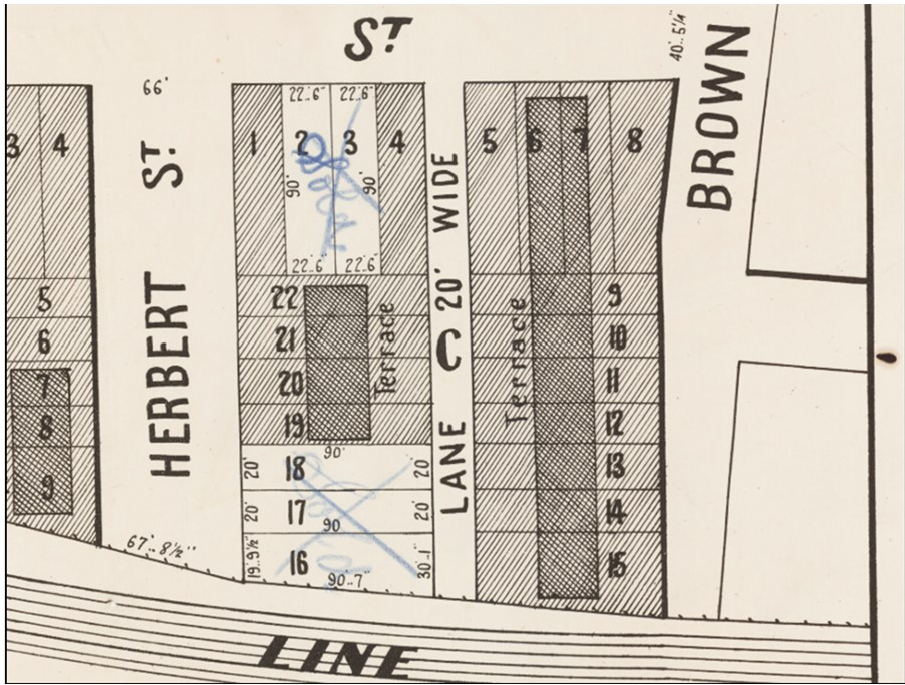 ST.
66'
HERBERT ST
3 4
5
6
7
8
9
67'..8½"
22..6" 22..6"
1 2 3 4
Sold
90' 90'
22..6" 22..6"
22
21
20
19
Terrace
90'
20' 18 20'
20' 17 20'
90
19'..9½" 16 30'..1"
90'..7"
LANE C 20' WIDE
5 6 7 8
Terrace
9
10
11
12
13
14
15
40'..5¼"
BROWN
LINE